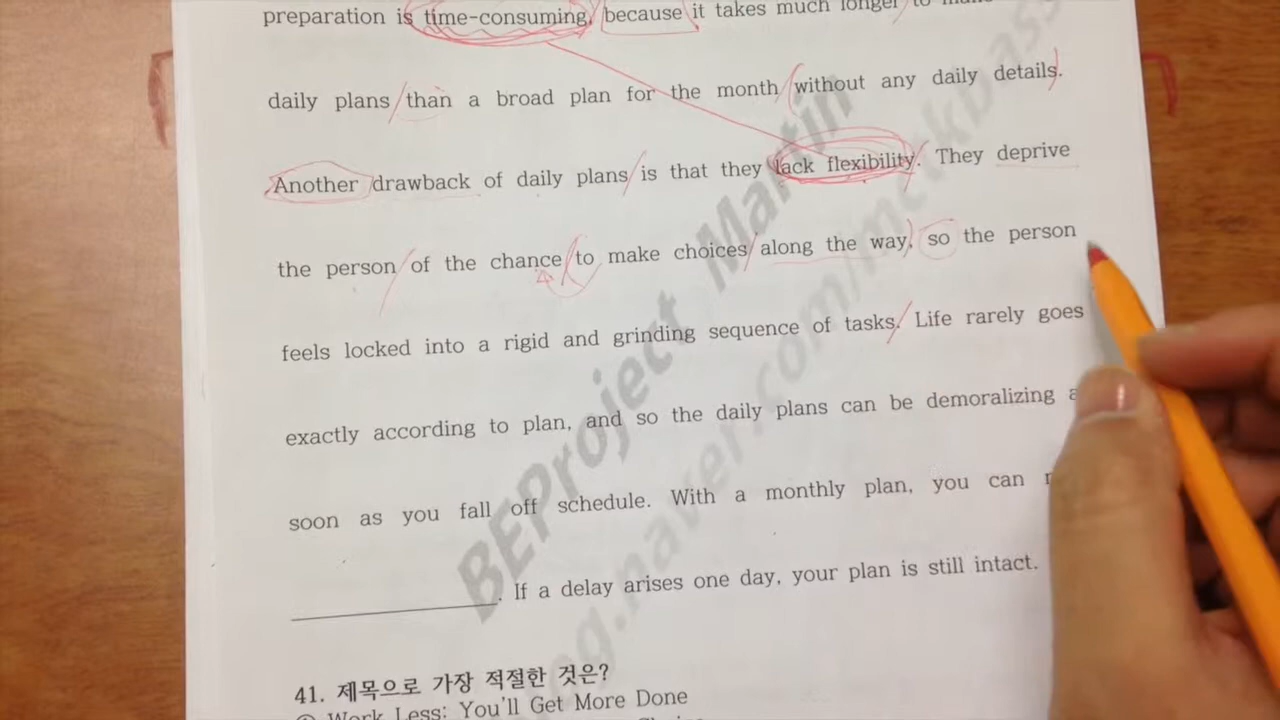 preparation is time-consuming, because it takes much longer to
daily plans than a broad plan for the month without any daily details.
Another drawback of daily plans is that they lack flexibility. They deprive
the person of the chance to make choices along the way, so the person
feels locked into a rigid and grinding sequence of tasks. Life rarely goes
exactly according to plan, and so the daily plans can be demoralizing
soon as you fall off schedule. With a monthly plan, you can
. If a delay arises one day, your plan is still intact.
41. 제목으로 가장 적절한 것은?
① Work Less: You'll Get More Done
BEProject Martin